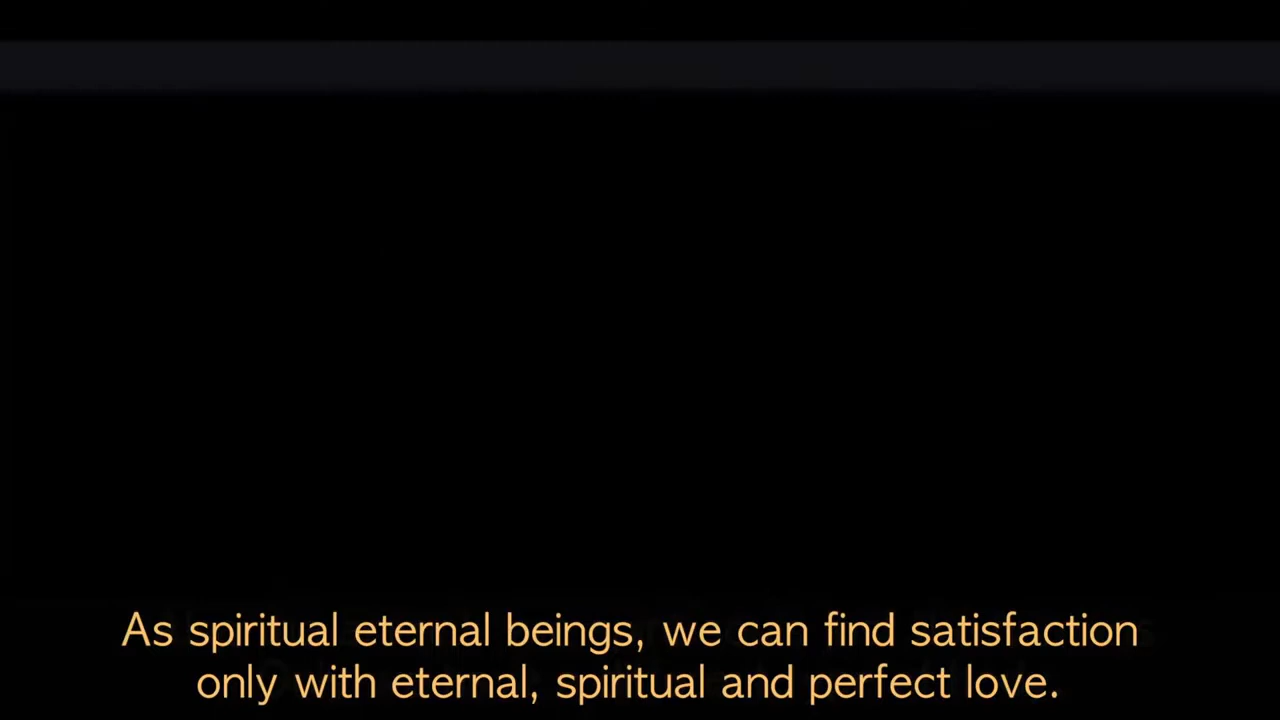 As spiritual eternal beings, we can find satisfaction
only with eternal, spiritual and perfect love.